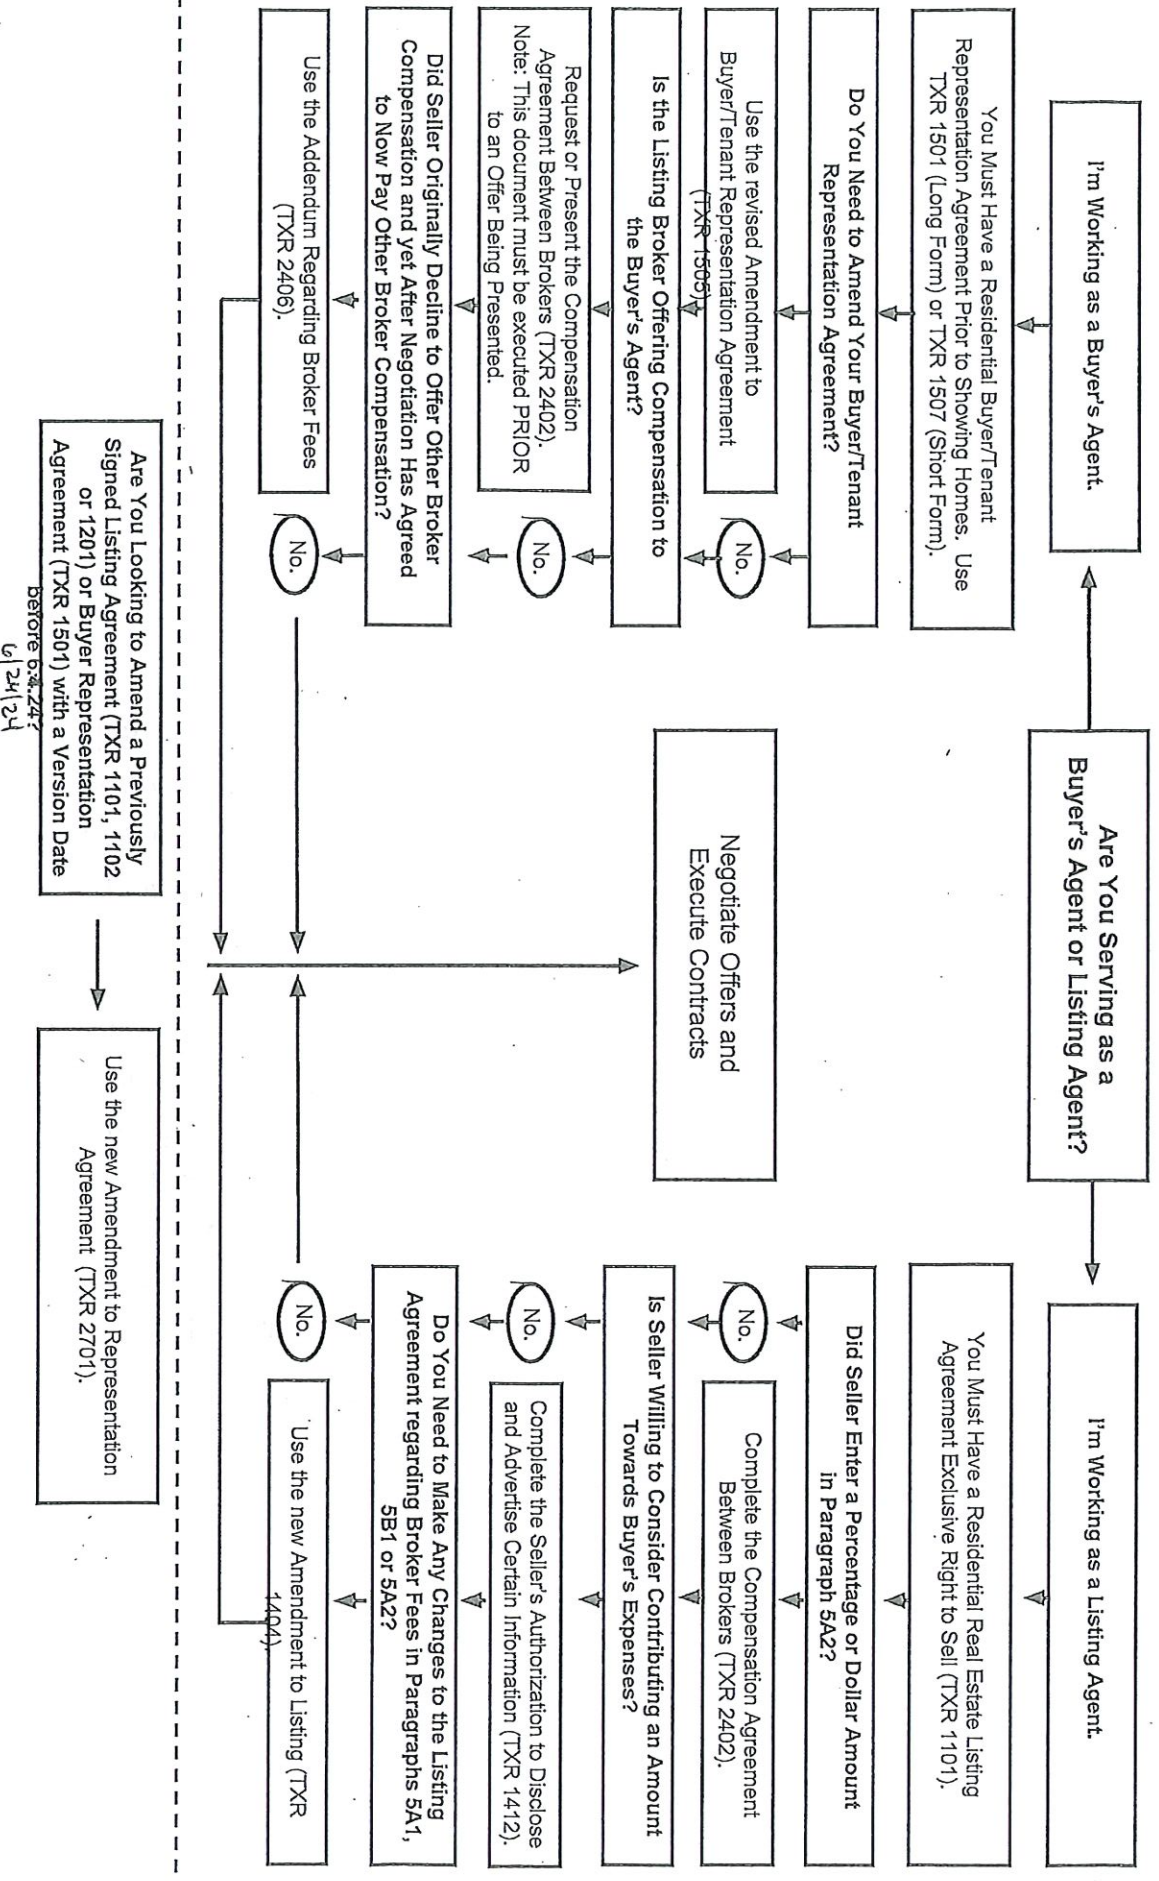 Are You Serving as a
Buyer's Agent or Listing Agent?
I'm Working as a Buyer's Agent.
You Must Have a Residential Buyer/Tenant
Representation Agreement Prior to Showing Homes. Use
TXR 1501 (Long Form) or TXR 1507 (Short Form).
Do You Need to Amend Your Buyer/Tenant
Representation Agreement?
Use the revised Amendment to
Buyer/Tenant Representation Agreement
(TXR 1505).
No.
Is the Listing Broker Offering Compensation to
the Buyer's Agent?
Request or Present the Compensation
Agreement Between Brokers (TXR 2402).
Note: This document must be executed PRIOR
to an Offer Being Presented.
No.
Did Seller Originally Decline to Offer Other Broker
Compensation and yet After Negotiation Has Agreed
to Now Pay Other Broker Compensation?
Use the Addendum Regarding Broker Fees
(TXR 2406).
No.
Negotiate Offers and
Execute Contracts
I'm Working as a Listing Agent.
You Must Have a Residential Real Estate Listing
Agreement Exclusive Right to Sell (TXR 1101).
Did Seller Enter a Percentage or Dollar Amount
in Paragraph 5A2?
No.
Complete the Compensation Agreement
Between Brokers (TXR 2402).
Is Seller Willing to Consider Contributing an Amount
Towards Buyer's Expenses?
No.
Complete the Seller's Authorization to Disclose
and Advertise Certain Information (TXR 1412).
Do You Need to Make Any Changes to the Listing
Agreement regarding Broker Fees in Paragraphs 5A1,
5B1 or 5A2?
No.
Use the new Amendment to Listing (TXR
1404).
Are You Looking to Amend a Previously
Signed Listing Agreement (TXR 1101, 1102
or 1201) or Buyer Representation
Agreement (TXR 1501) with a Version Date
before 6.4.24?
6/24/24
Use the new Amendment to Representation
Agreement (TXR 2701).